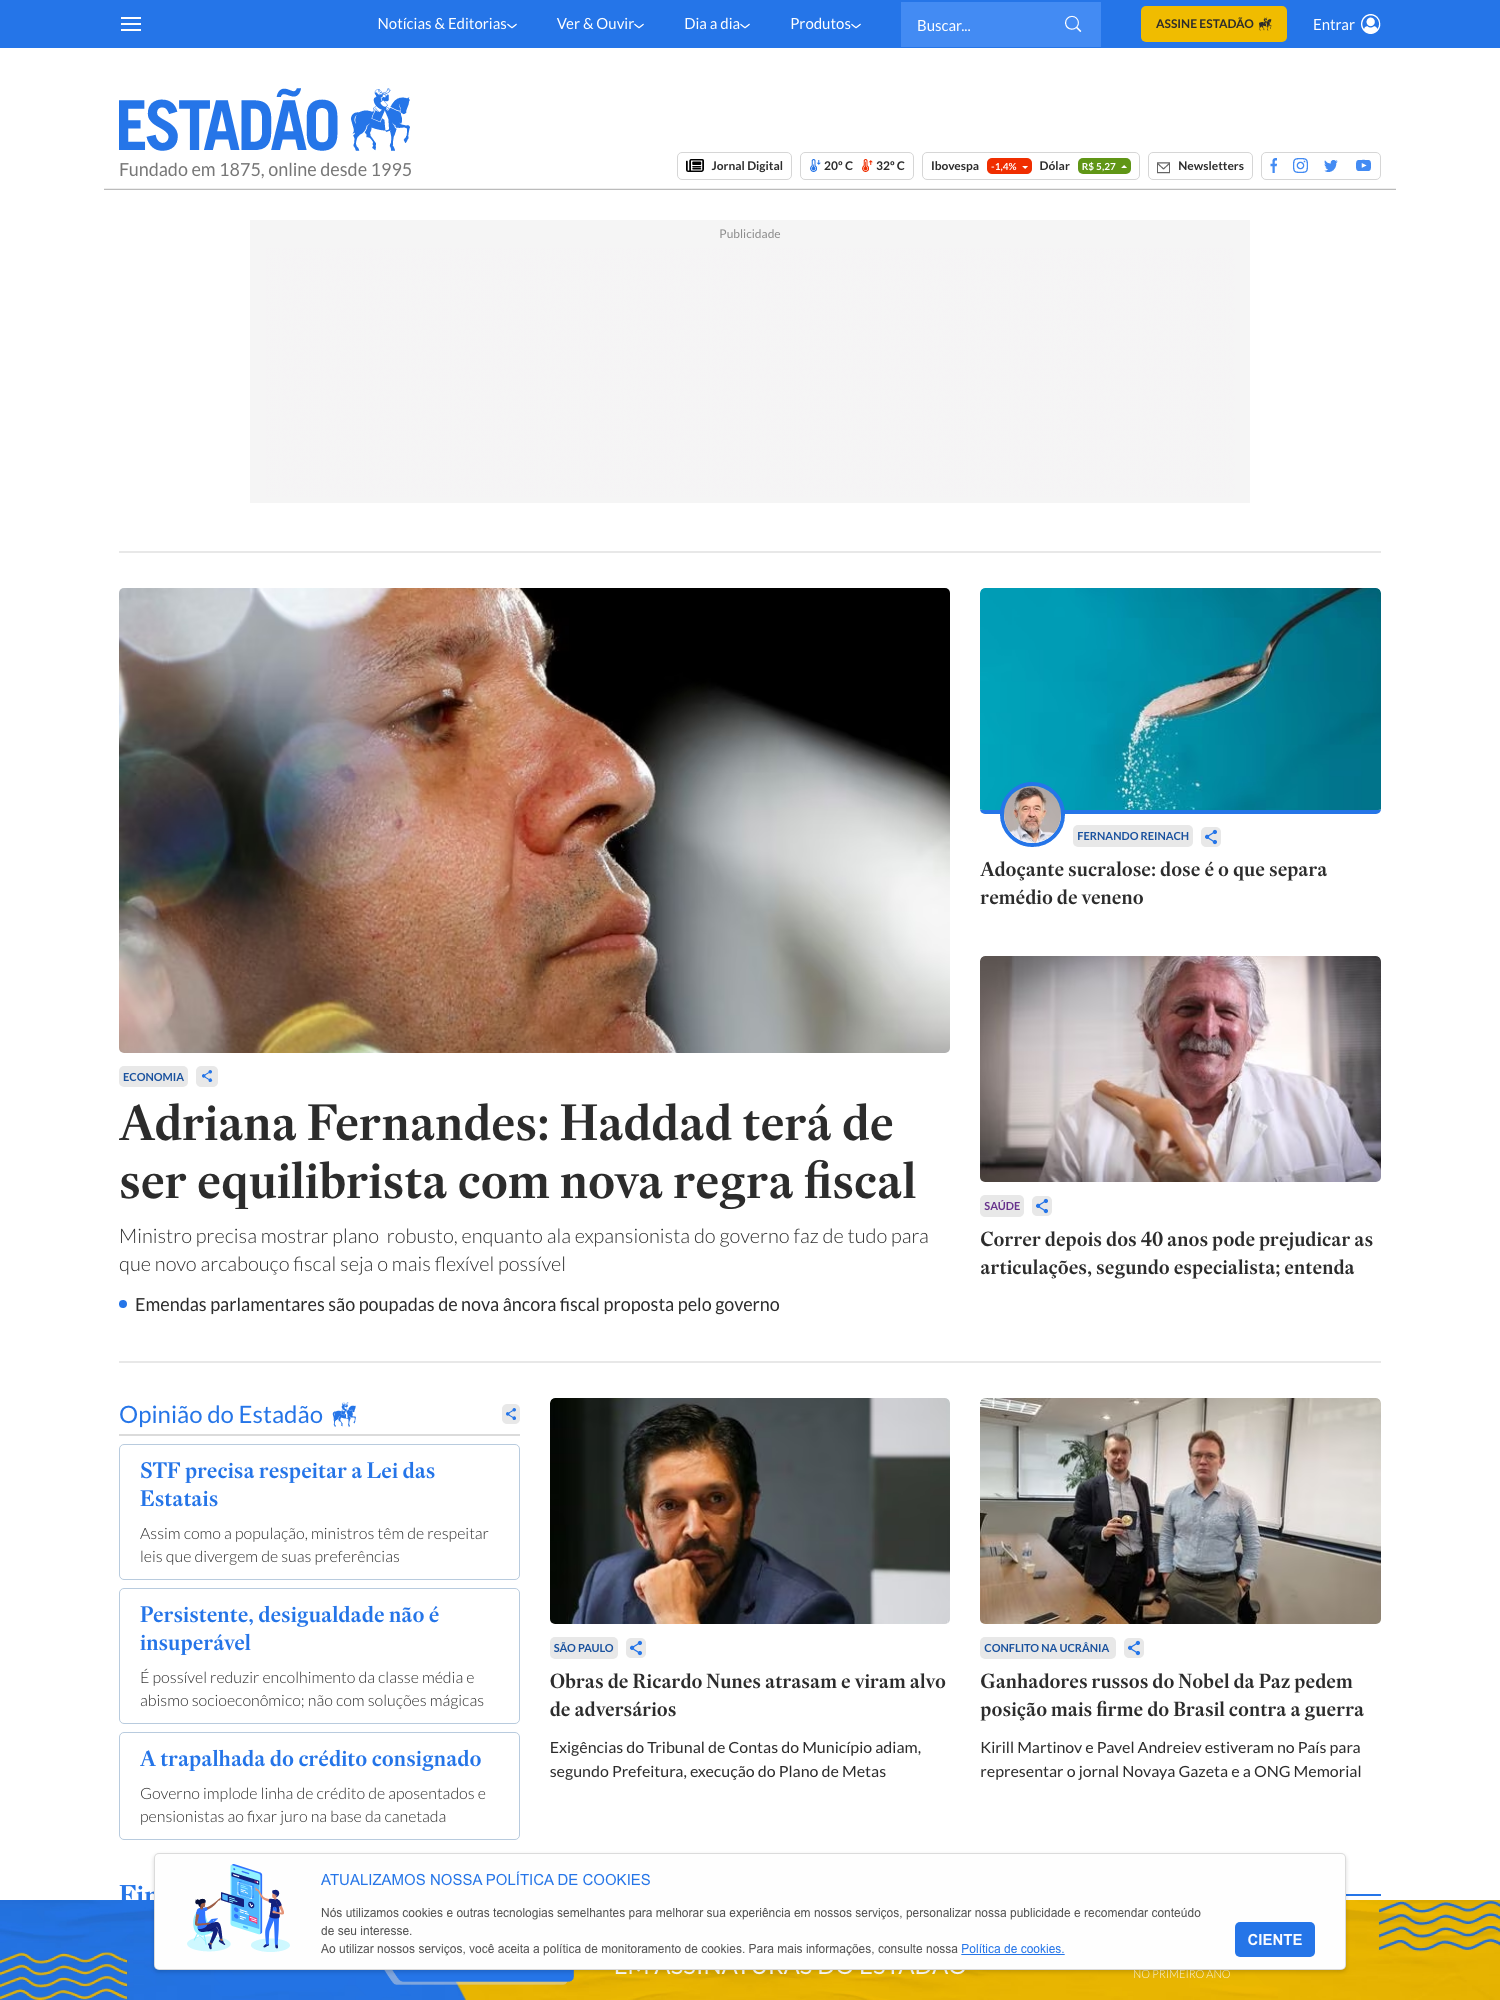 Notícias & Editorias
Ver & Ouvir
Dia a dia
Produtos
Buscar...
ASSINE ESTADÃO
Entrar
ESTADÃO
Fundado em 1875, online desde 1995
Jornal Digital
20º C 32º C
Ibovespa -1,4% Dólar R$ 5,27
Newsletters
Publicidade
ECONOMIA
Adriana Fernandes: Haddad terá de
ser equilibrista com nova regra fiscal
Ministro precisa mostrar plano robusto, enquanto ala expansionista do governo faz de tudo para
que novo arcabouço fiscal seja o mais flexível possível
Emendas parlamentares são poupadas de nova âncora fiscal proposta pelo governo
FERNANDO REINACH
Adoçante sucralose: dose é o que separa
remédio de veneno
SAÚDE
Correr depois dos 40 anos pode prejudicar as
articulações, segundo especialista; entenda
Opinião do Estadão
STF precisa respeitar a Lei das
Estatais
Assim como a população, ministros têm de respeitar
leis que divergem de suas preferências
Persistente, desigualdade não é
insuperável
É possível reduzir encolhimento da classe média e
abismo socioeconômico; não com soluções mágicas
A trapalhada do crédito consignado
Governo implode linha de crédito de aposentados e
pensionistas ao fixar juro na base da canetada
SÃO PAULO
Obras de Ricardo Nunes atrasam e viram alvo
de adversários
Exigências do Tribunal de Contas do Município adiam,
segundo Prefeitura, execução do Plano de Metas
CONFLITO NA UCRÂNIA
Ganhadores russos do Nobel da Paz pedem
posição mais firme do Brasil contra a guerra
Kirill Martinov e Pavel Andreiev estiveram no País para
representar o jornal Novaya Gazeta e a ONG Memorial
ATUALIZAMOS NOSSA POLÍTICA DE COOKIES
Nós utilizamos cookies e outras tecnologias semelhantes para melhorar sua experiência em nossos serviços, personalizar nossa publicidade e recomendar conteúdo
de seu interesse.
Ao utilizar nossos serviços, você aceita a política de monitoramento de cookies. Para mais informações, consulte nossa Política de cookies.
CIENTE
EM ASSINATURAS DO ESTADÃO
NO PRIMEIRO ANO